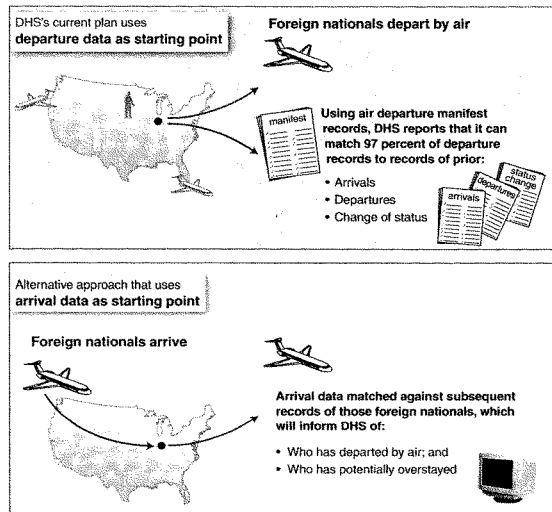 DHS's current plan uses
departure data as starting point
Foreign nationals depart by air
manifest
Using air departure manifest
records, DHS reports that it can
match 97 percent of departure
records to records of prior:
• Arrivals
• Departures
• Change of status
status
change
departures
arrivals
Alternative approach that uses
arrival data as starting point
Foreign nationals arrive
Arrival data matched against subsequent
records of those foreign nationals, which
will inform DHS of:
• Who has departed by air; and
• Who has potentially overstayed